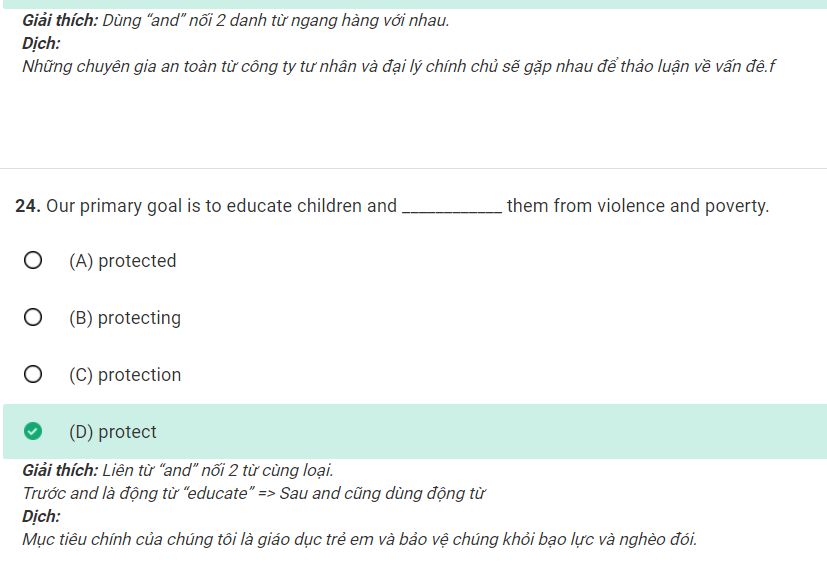 Giải thích: Dùng “and” nối 2 danh từ ngang hàng với nhau.
Dịch:
Những chuyên gia an toàn từ công ty tư nhân và đại lý chính chủ sẽ gặp nhau để thảo luận về vấn đê.f
24. Our primary goal is to educate children and ____________ them from violence and poverty.
(A) protected
(B) protecting
(C) protection
(D) protect
Giải thích: Liên từ “and” nối 2 từ cùng loại.
Trước and là động từ “educate” => Sau and cũng dùng động từ
Dịch:
Mục tiêu chính của chúng tôi là giáo dục trẻ em và bảo vệ chúng khỏi bạo lực và nghèo đói.